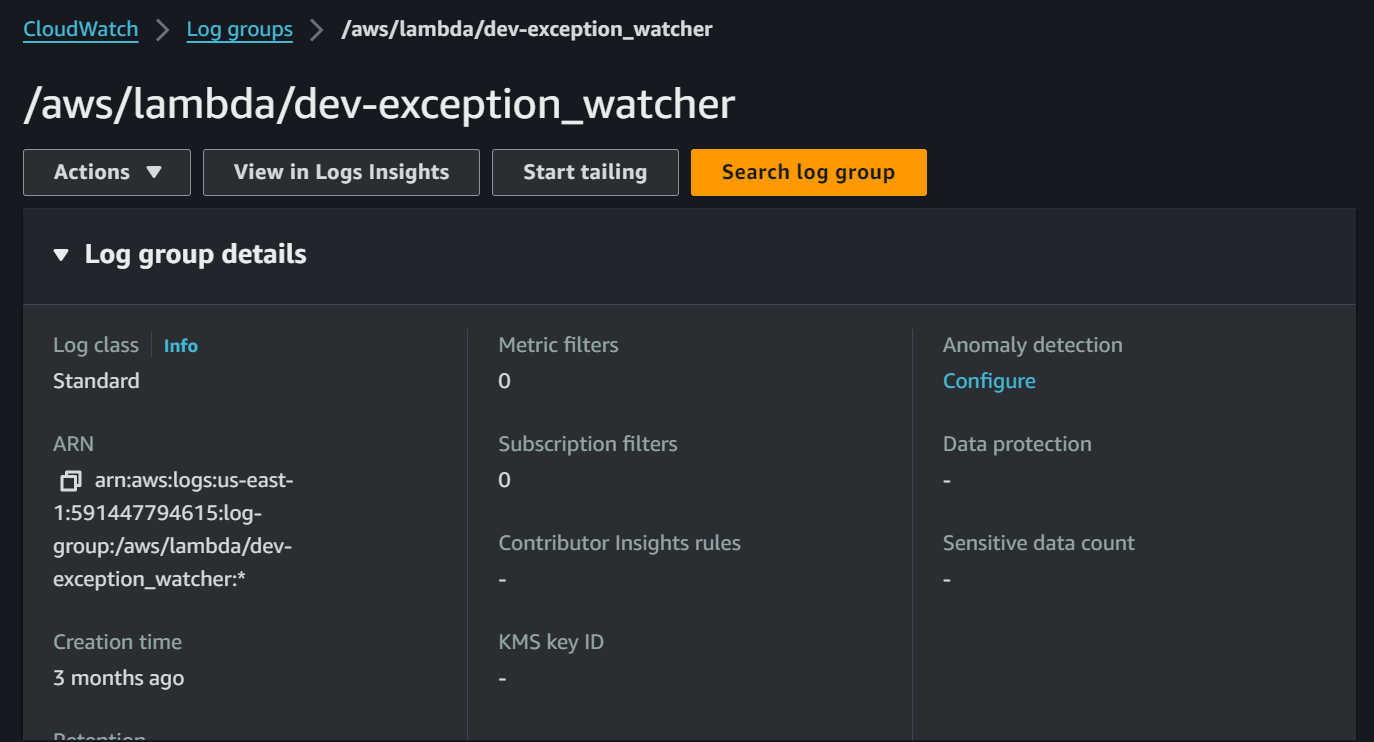 CloudWatch > Log groups > /aws/lambda/dev-exception_watcher
/aws/lambda/dev-exception_watcher
Actions ▼ View in Logs Insights Start tailing Search log group
▼ Log group details
Log class Info
Standard
ARN
arn:aws:logs:us-east-
1:591447794615:log-
group:/aws/lambda/dev-
exception_watcher:*
Creation time
3 months ago
Retention
Metric filters
0
Subscription filters
0
Contributor Insights rules
-
KMS key ID
-
Anomaly detection
Configure
Data protection
-
Sensitive data count
-